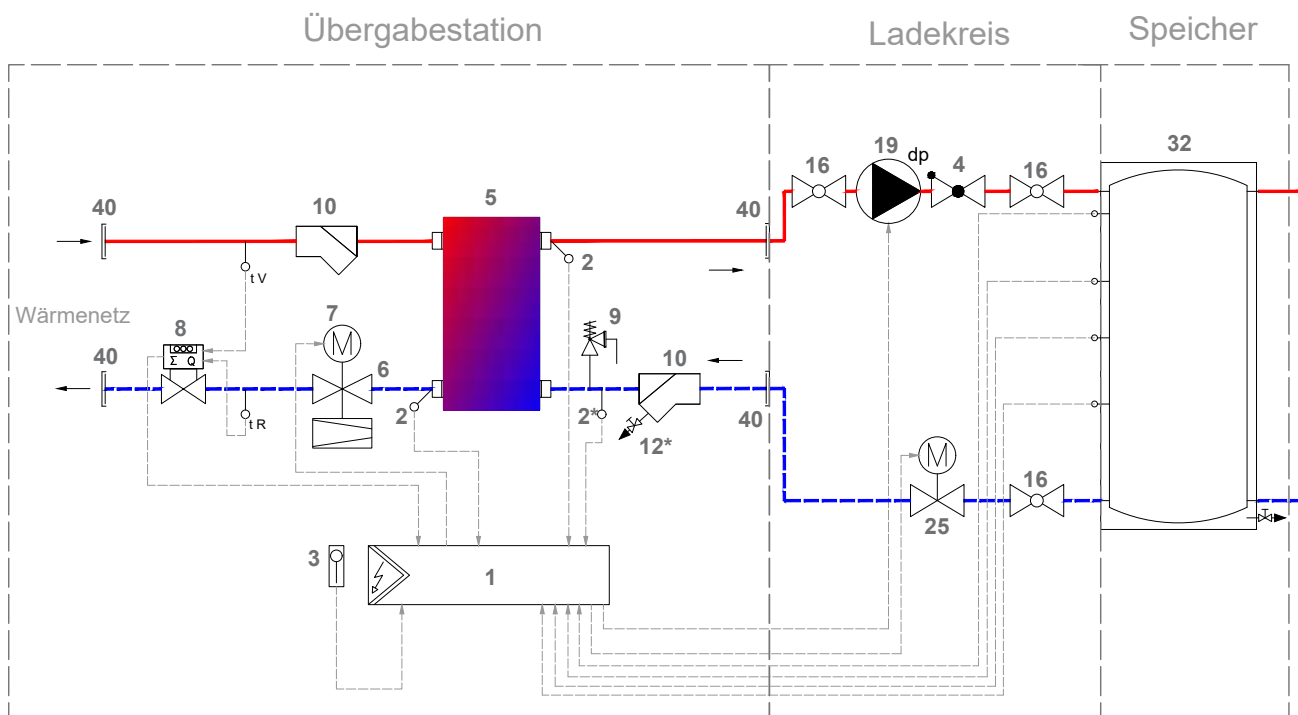 Übergabestation
Ladekreis
Speicher
32
19
dp
4
16
16
40
10
5
40
2
t V
Wärmenetz
7
9
8
Σ Q
M
10
40
6
t R
2
2*
12*
40
M
16
25
3
1